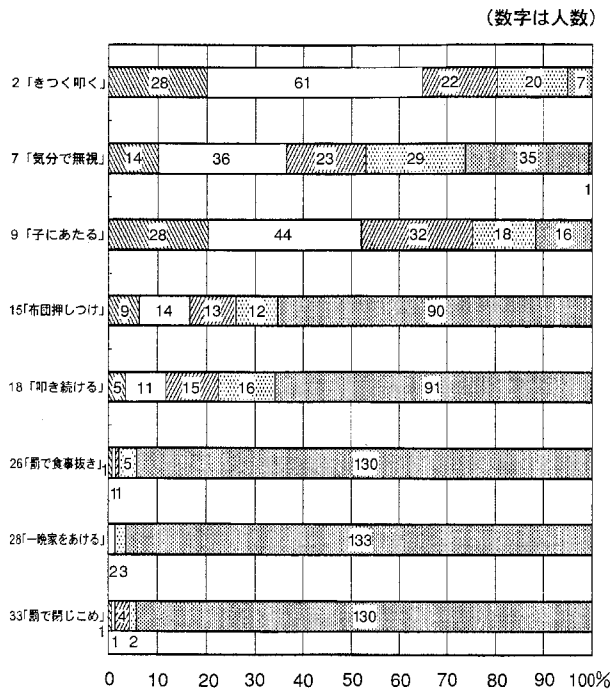 (数字は人数)
2「きつく叩く」 28 61 22 20 7
7「気分で無視」 14 36 23 29 35
1
9「子にあたる」 28 44 32 18 16
15「布団押しつけ」 9 14 13 12 90
18「叩き続ける」 5 11 15 16 91
26「罰で食事抜き」 1 5 130
11
28「一晩家をあける」 133
23
33「罰で閉じこめ」 4 130
1
1 2
0 10 20 30 40 50 60 70 80 90 100%